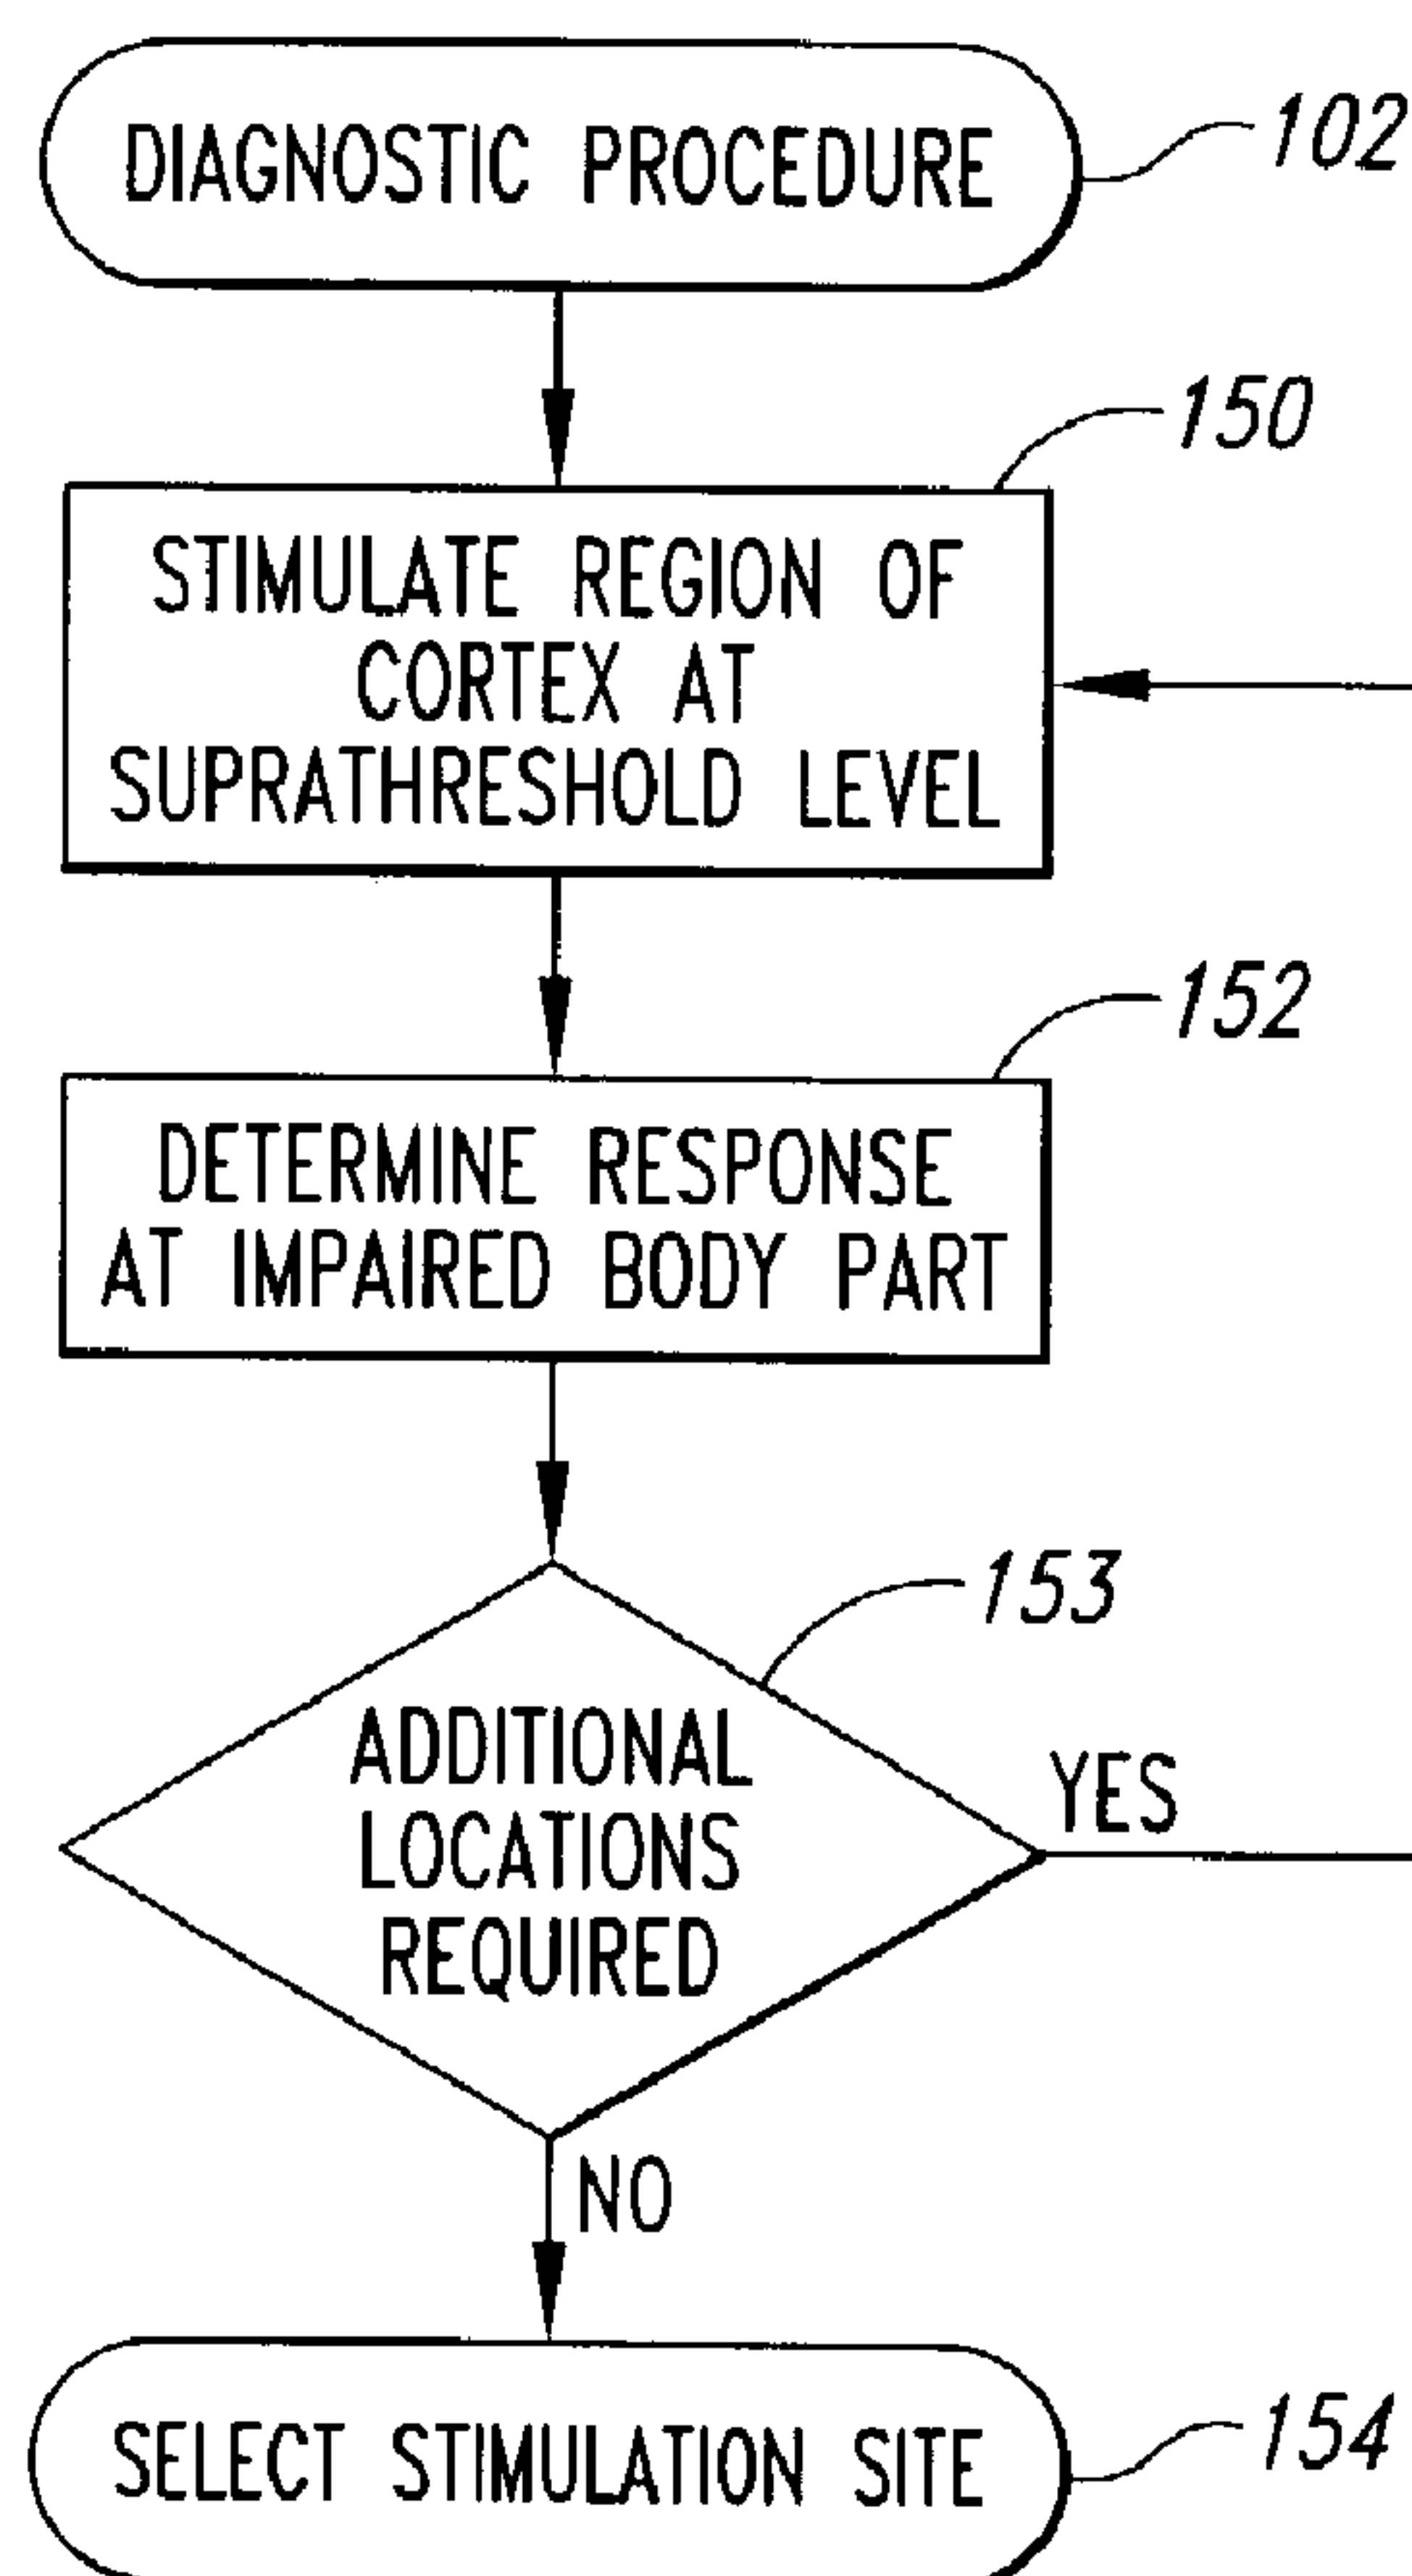 DIAGNOSTIC PROCEDURE
102
150
STIMULATE REGION OF
CORTEX AT
SUPRATHRESHOLD LEVEL
152
DETERMINE RESPONSE
AT IMPAIRED BODY PART
153
ADDITIONAL
LOCATIONS
REQUIRED
YES
NO
SELECT STIMULATION SITE
154